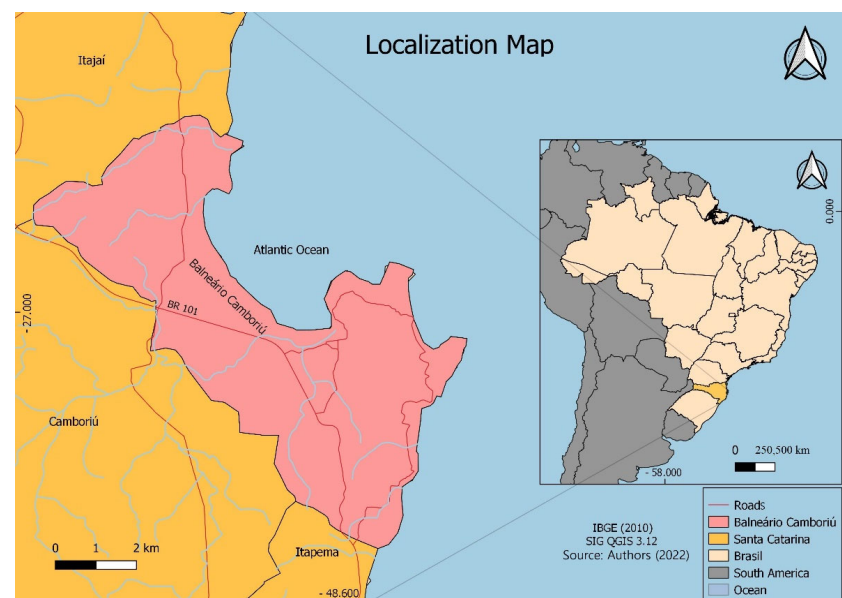 Localization Map
Itajaí
Atlantic Ocean
Balneário Camboriú
BR 101
- 27.000
Camboriú
Itapema
0 1 2 km
- 48.600
0.000
0 250,500 km
- 58.000
IBGE (2010)
SIG QGIS 3.12
Source: Authors (2022)
Roads
Balneário Camboriú
Santa Catarina
Brasil
South America
Ocean